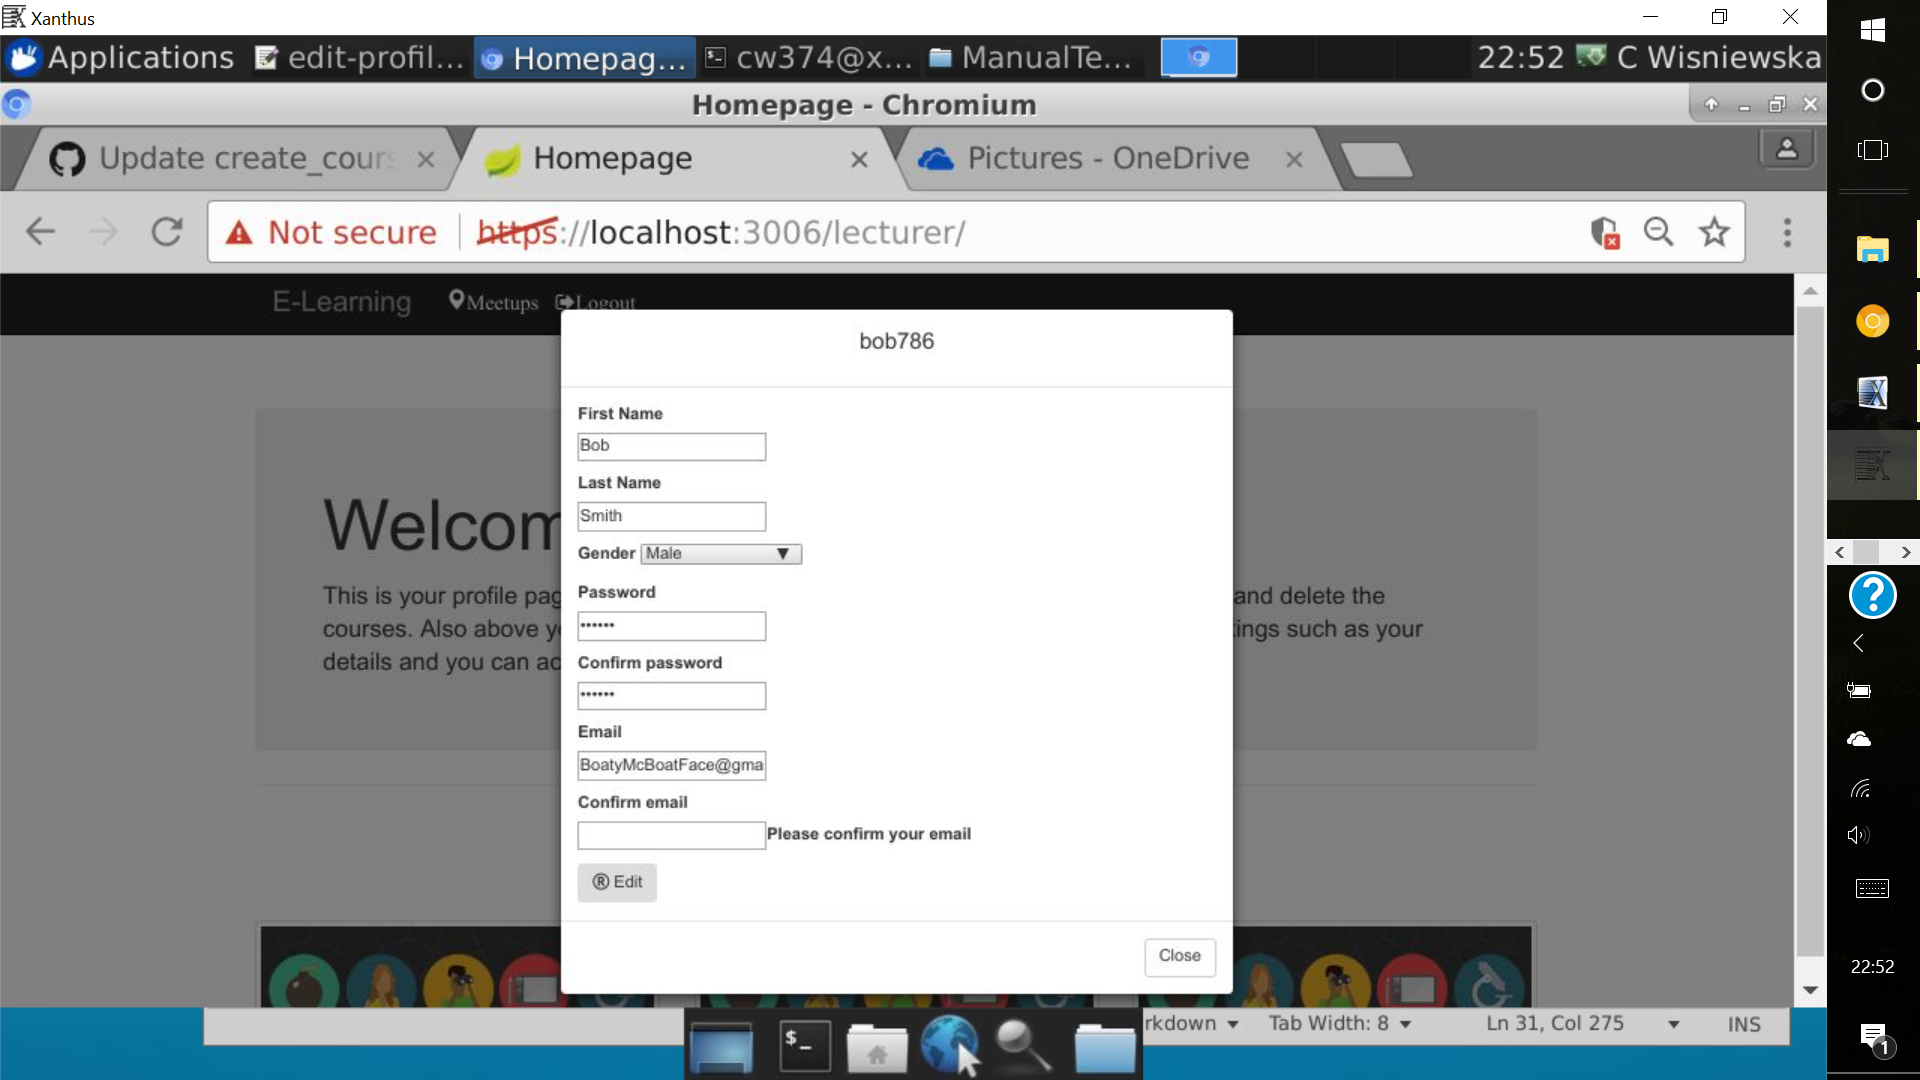 Xanthus
Applications edit-profil... Homepag... cw374@x... ManualTe... 22:52 C Wisniewska
Homepage - Chromium
Update create_cour Homepage Pictures - OneDrive
Not secure https://localhost:3006/lecturer/
E-Learning Meetups Logout
bob786
First Name
Bob
Last Name
Smith
Gender Male
Welcom
Password
This is your profile pag and delete the
••••••
courses. Also above y ings such as your
details and you can ac
Confirm password
••••••
Email
BoatyMcBoatFace@gma
Confirm email
Please confirm your email
® Edit
Close
22:52
rkdown Tab Width: 8 Ln 31, Col 275 INS
1